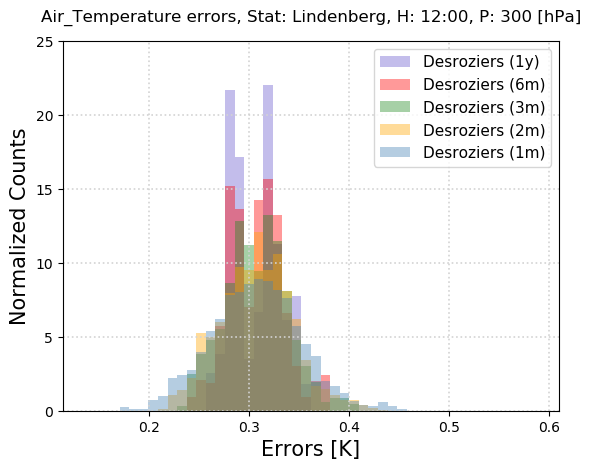 Air_Temperature errors, Stat: Lindenberg, H: 12:00, P: 300 [hPa]
25
20
15
10
5
0
Normalized Counts
Desroziers (1y)
Desroziers (6m)
Desroziers (3m)
Desroziers (2m)
Desroziers (1m)
0.2 0.3 0.4 0.5 0.6
Errors [K]